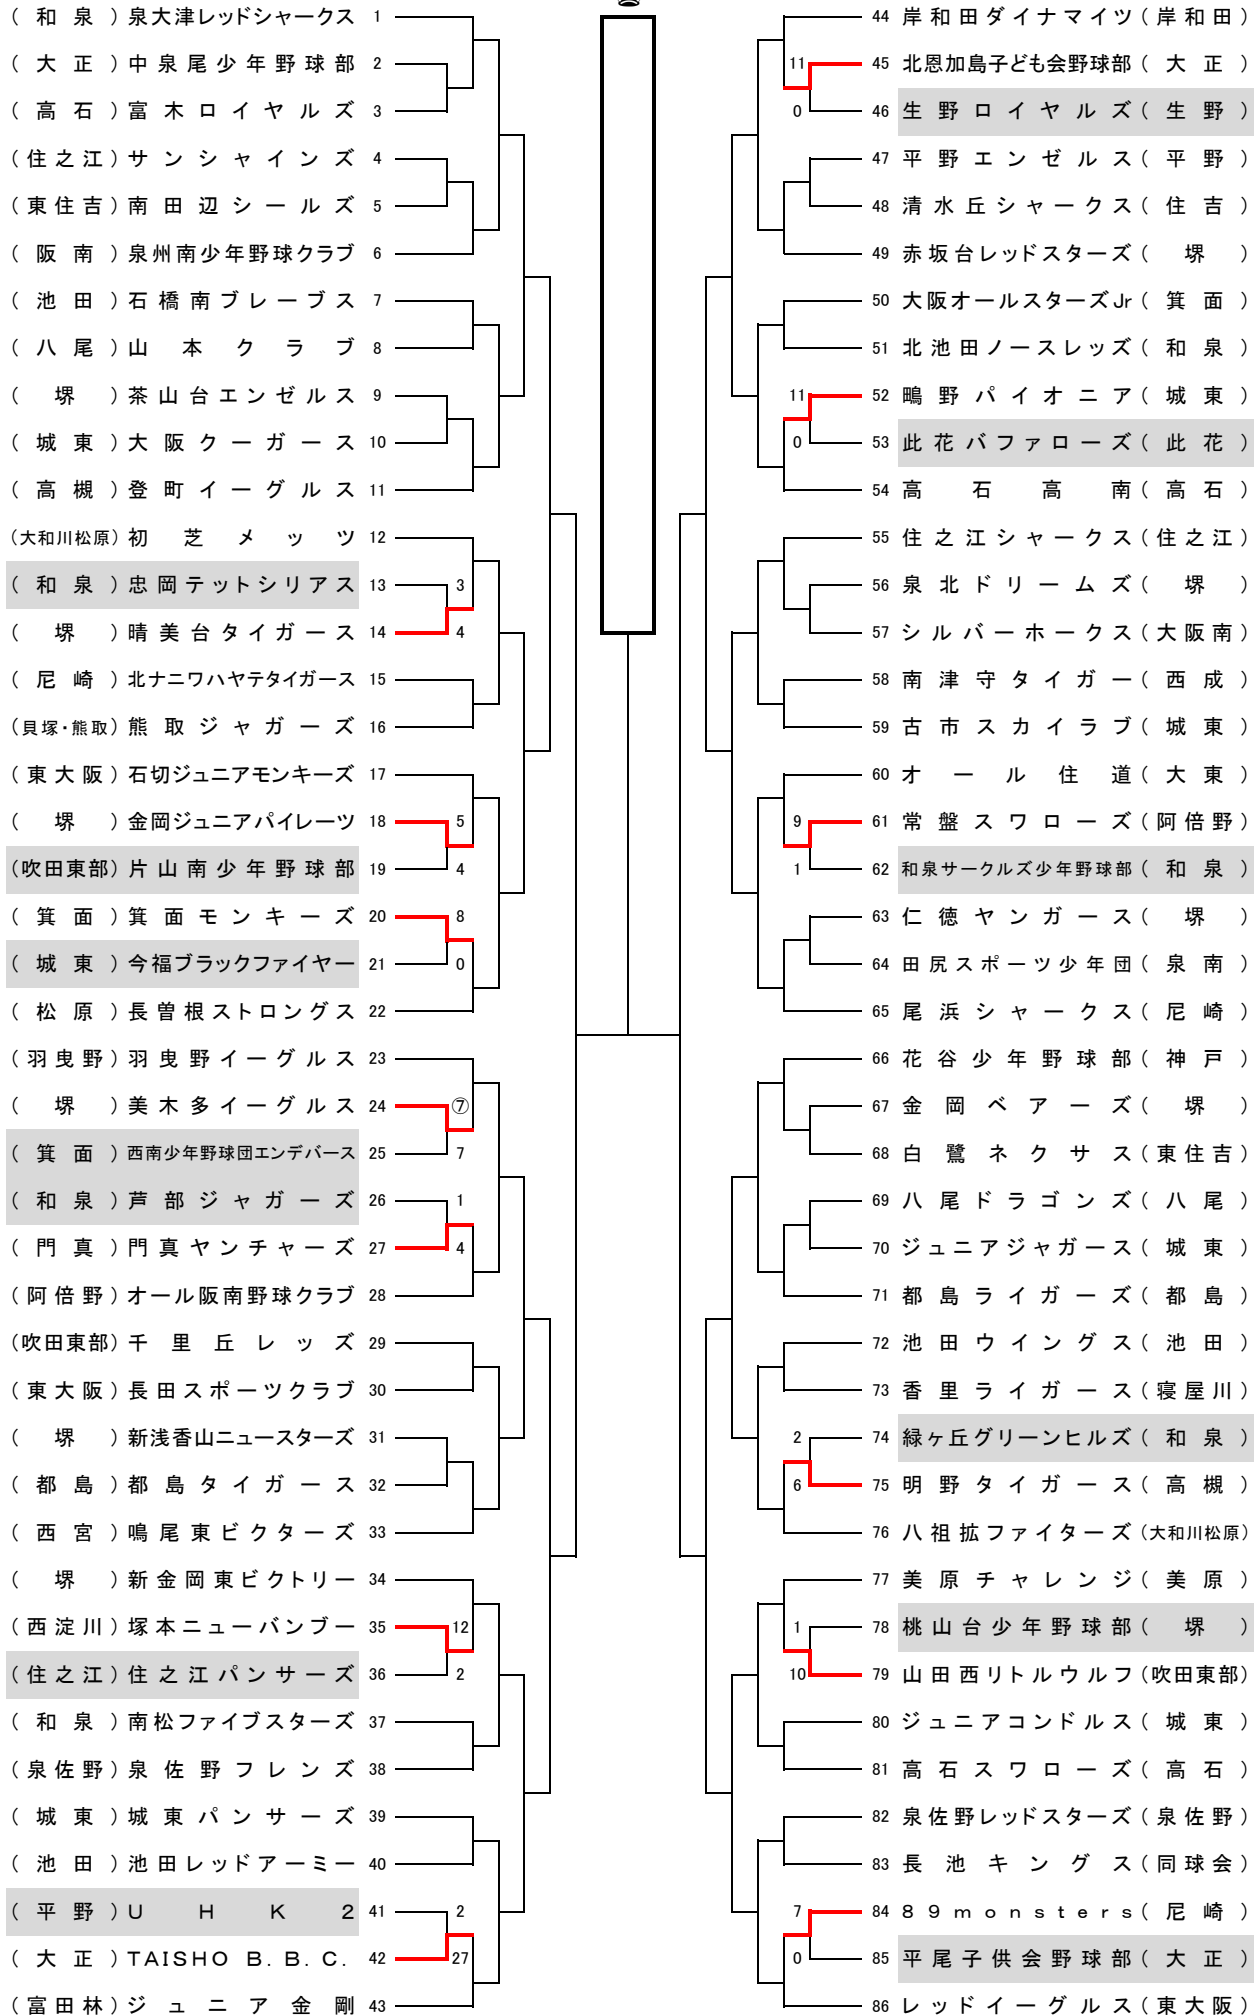 (和泉)泉大津レッドシャークス 1
(大正)中泉尾少年野球部 2
(高石)富木ロイヤルズ 3
(住之江)サンシャインズ 4
(東住吉)南田辺シールズ 5
(阪南)泉州南少年野球クラブ 6
(池田)石橋南ブレーブス 7
(八尾)山本クラブ 8
(堺)茶山台エンゼルス 9
(城東)大阪クーガース 10
(高槻)登町イーグルス 11
(大和川松原)初芝メッツ 12
(和泉)忠岡テットシリアス 13 3
(堺)晴美台タイガース 14 4
(尼崎)北ナニワハヤテタイガース 15
(貝塚・熊取)熊取ジャガーズ 16
(東大阪)石切ジュニアモンキーズ 17
(堺)金岡ジュニアパイレーツ 18 5
(吹田東部)片山南少年野球部 19 4
(箕面)箕面モンキーズ 20 8
(城東)今福ブラックファイヤー 21 0
(松原)長曽根ストロングス 22
(羽曳野)羽曳野イーグルス 23
(堺)美木多イーグルス 24 ⑦
(箕面)西南少年野球団エンデバース 25 7
(和泉)芦部ジャガーズ 26 1
(門真)門真ヤンチャーズ 27 4
(阿倍野)オール阪南野球クラブ 28
(吹田東部)千里丘レッズ 29
(東大阪)長田スポーツクラブ 30
(堺)新浅香山ニュースターズ 31
(都島)都島タイガース 32
(西宮)鳴尾東ビクターズ 33
(堺)新金岡東ビクトリー 34
(西淀川)塚本ニューバンブー 35 12
(住之江)住之江パンサーズ 36 2
(和泉)南松ファイブスターズ 37
(泉佐野)泉佐野フレンズ 38
(城東)城東パンサーズ 39
(池田)池田レッドアーミー 40
(平野)UHK2 41 2
(大正)TAISHO B.B.C. 42 27
(富田林)ジュニア金剛 43
44 岸和田ダイナマイツ(岸和田)
11 45 北恩加島子ども会野球部(大正)
0 46 生野ロイヤルズ(生野)
47 平野エンゼルス(平野)
48 清水丘シャークス(住吉)
49 赤坂台レッドスターズ(堺)
50 大阪オールスターズJr(箕面)
51 北池田ノースレッズ(和泉)
11 52 鴫野パイオニア(城東)
0 53 此花バファローズ(此花)
54 高石高南(高石)
55 住之江シャークス(住之江)
56 泉北ドリームズ(堺)
57 シルバーホークス(大阪南)
58 南津守タイガー(西成)
59 古市スカイラブ(城東)
60 オール住道(大東)
9 61 常盤スワローズ(阿倍野)
1 62 和泉サークルズ少年野球部(和泉)
63 仁徳ヤンガース(堺)
64 田尻スポーツ少年団(泉南)
65 尾浜シャークス(尼崎)
66 花谷少年野球部(神戸)
67 金岡ベアーズ(堺)
68 白鷺ネクサス(東住吉)
69 八尾ドラゴンズ(八尾)
70 ジュニアジャガース(城東)
71 都島ライガーズ(都島)
72 池田ウイングス(池田)
73 香里ライガース(寝屋川)
2 74 緑ヶ丘グリーンヒルズ(和泉)
6 75 明野タイガース(高槻)
76 八祖拡ファイターズ(大和川松原)
77 美原チャレンジ(美原)
1 78 桃山台少年野球部(堺)
10 79 山田西リトルウルフ(吹田東部)
80 ジュニアコンドルス(城東)
81 高石スワローズ(高石)
82 泉佐野レッドスターズ(泉佐野)
83 長池キングス(同球会)
7 84 89monsters(尼崎)
0 85 平尾子供会野球部(大正)
86 レッドイーグルス(東大阪)